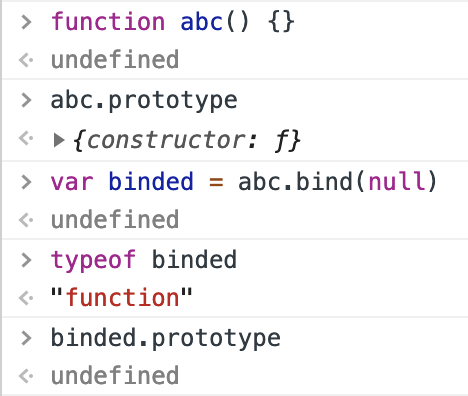 > function abc() {}
<· undefined
> abc.prototype
<· ▶{constructor: ƒ}
> var binded = abc.bind(null)
<· undefined
> typeof binded
<· "function"
> binded.prototype
<· undefined